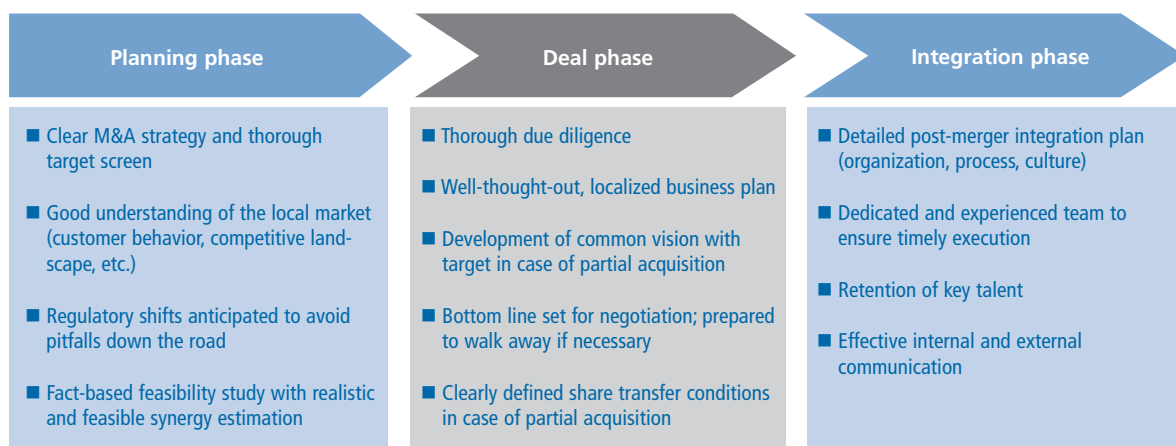 Planning phase
Deal phase
Integration phase
■ Clear M&A strategy and thorough
target screen
■ Good understanding of the local market
(customer behavior, competitive land-
scape, etc.)
■ Regulatory shifts anticipated to avoid
pitfalls down the road
■ Fact-based feasibility study with realistic
and feasible synergy estimation
■ Thorough due diligence
■ Well-thought-out, localized business plan
■ Development of common vision with
target in case of partial acquisition
■ Bottom line set for negotiation; prepared
to walk away if necessary
■ Clearly defined share transfer conditions
in case of partial acquisition
■ Detailed post-merger integration plan
(organization, process, culture)
■ Dedicated and experienced team to
ensure timely execution
■ Retention of key talent
■ Effective internal and external
communication